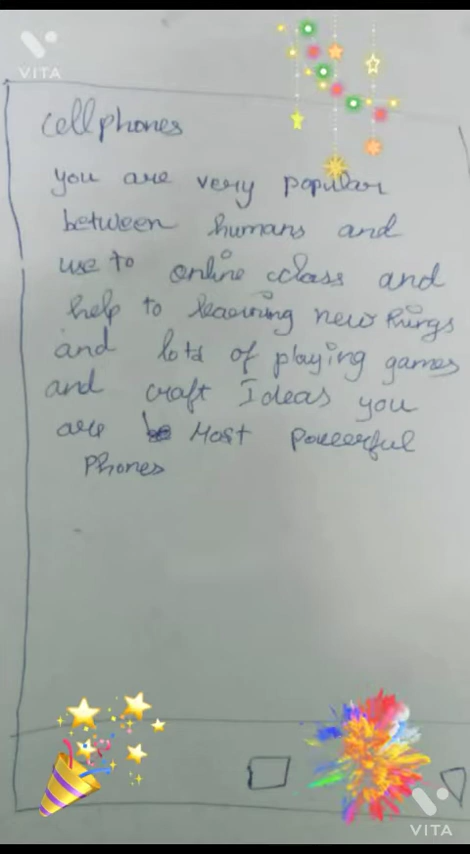 VITA
cellphones
you are very popular
between humans and
use to online class and
help to learning new things
and lots of playing games
and craft Ideas you
are Most powerful
Phones
VITA